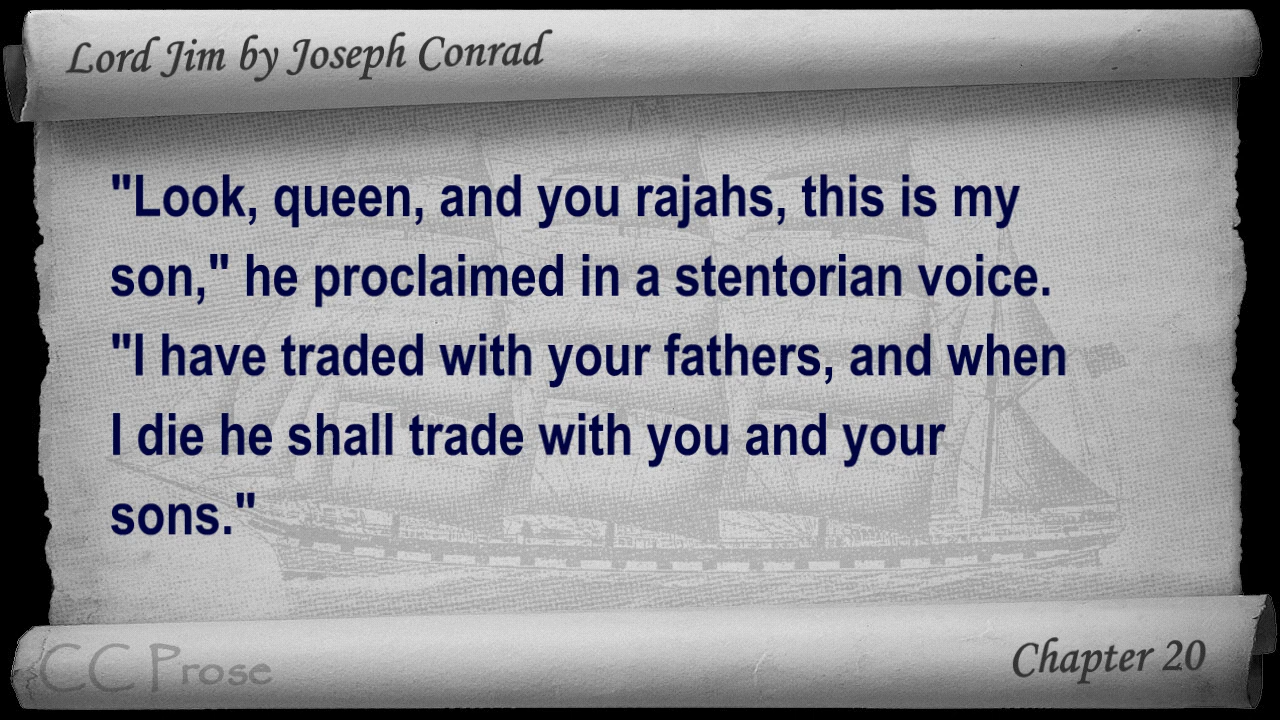 Lord Jim by Joseph Conrad
"Look, queen, and you rajahs, this is my
son," he proclaimed in a stentorian voice.
"I have traded with your fathers, and when
I die he shall trade with you and your
sons."
CC Prose
Chapter 20